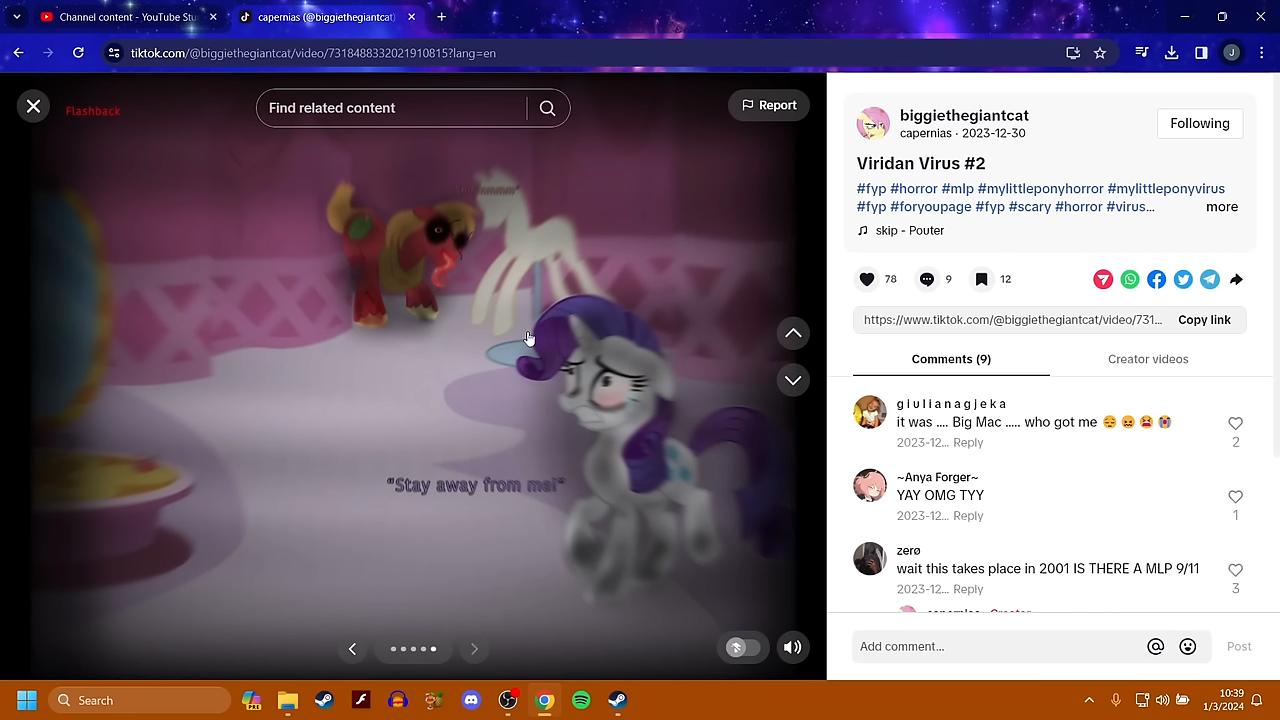 Channel content - YouTube Stu
capernias (@biggiethegiantcat)
tiktok.com/@biggiethegiantcat/video/7318488332021910815?lang=en
J
Flashback
Find related content
Report
"Stay away from me!"
biggiethegiantcat
capernias · 2023-12-30
Following
Viridan Virus #2
#fyp #horror #mlp #mylittleponyhorror #mylittleponyvirus
#fyp #foryoupage #fyp #scary #horror #virus... more
skip - Pouter
78
9
12
https://www.tiktok.com/@biggiethegiantcat/video/731... Copy link
Comments (9)
Creator videos
g i u l i a n a g j e k a
it was .... Big Mac ..... who got me 😔 😖 😫 😭
2023-12... Reply
2
~Anya Forger~
YAY OMG TYY
2023-12... Reply
1
zerø
wait this takes place in 2001 IS THERE A MLP 9/11
2023-12... Reply
3
Add comment...
Post
Search
10:39
1/3/2024